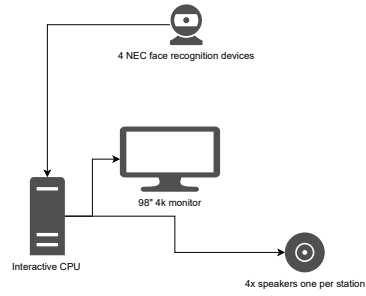 4 NEC face recognition devices
98" 4k monitor
Interactive CPU
4x speakers one per station